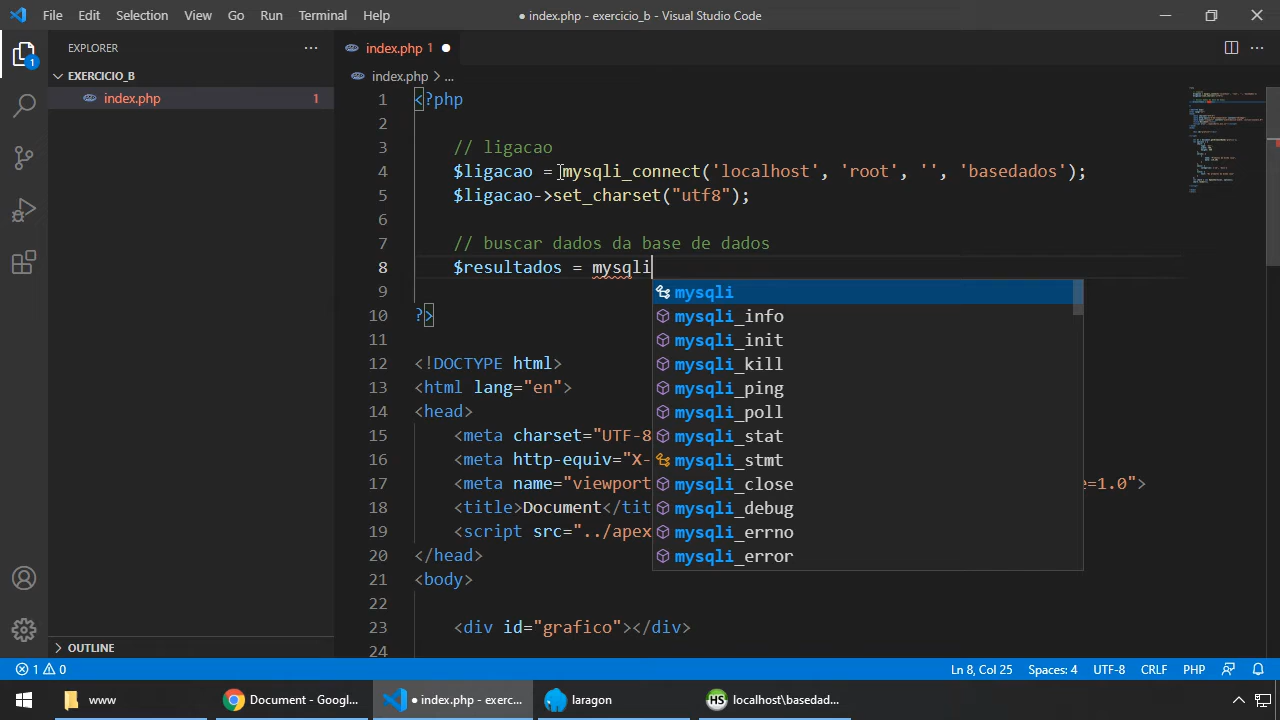 File Edit Selection View Go Run Terminal Help
● index.php - exercicio_b - Visual Studio Code
EXPLORER
EXERCICIO_B
index.php 1
OUTLINE
index.php 1
index.php > ...
1 <?php
2
3 // ligacao
4 $ligacao = mysqli_connect('localhost', 'root', '', 'basedados');
5 $ligacao->set_charset("utf8");
6
7 // buscar dados da base de dados
8 $resultados = mysqli
9
10 ?>
11
12 <!DOCTYPE html>
13 <html lang="en">
14 <head>
15 <meta charset="UTF-8
16 <meta http-equiv="X-
17 <meta name="viewport e=1.0">
18 <title>Document</tit
19 <script src="../apex
20 </head>
21 <body>
22
23 <div id="grafico"></div>
24
mysqli
mysqli_info
mysqli_init
mysqli_kill
mysqli_ping
mysqli_poll
mysqli_stat
mysqli_stmt
mysqli_close
mysqli_debug
mysqli_errno
mysqli_error
1 0
Ln 8, Col 25 Spaces: 4 UTF-8 CRLF PHP
www
Document - Googl...
● index.php - exerc...
laragon
HS localhost\basedad...